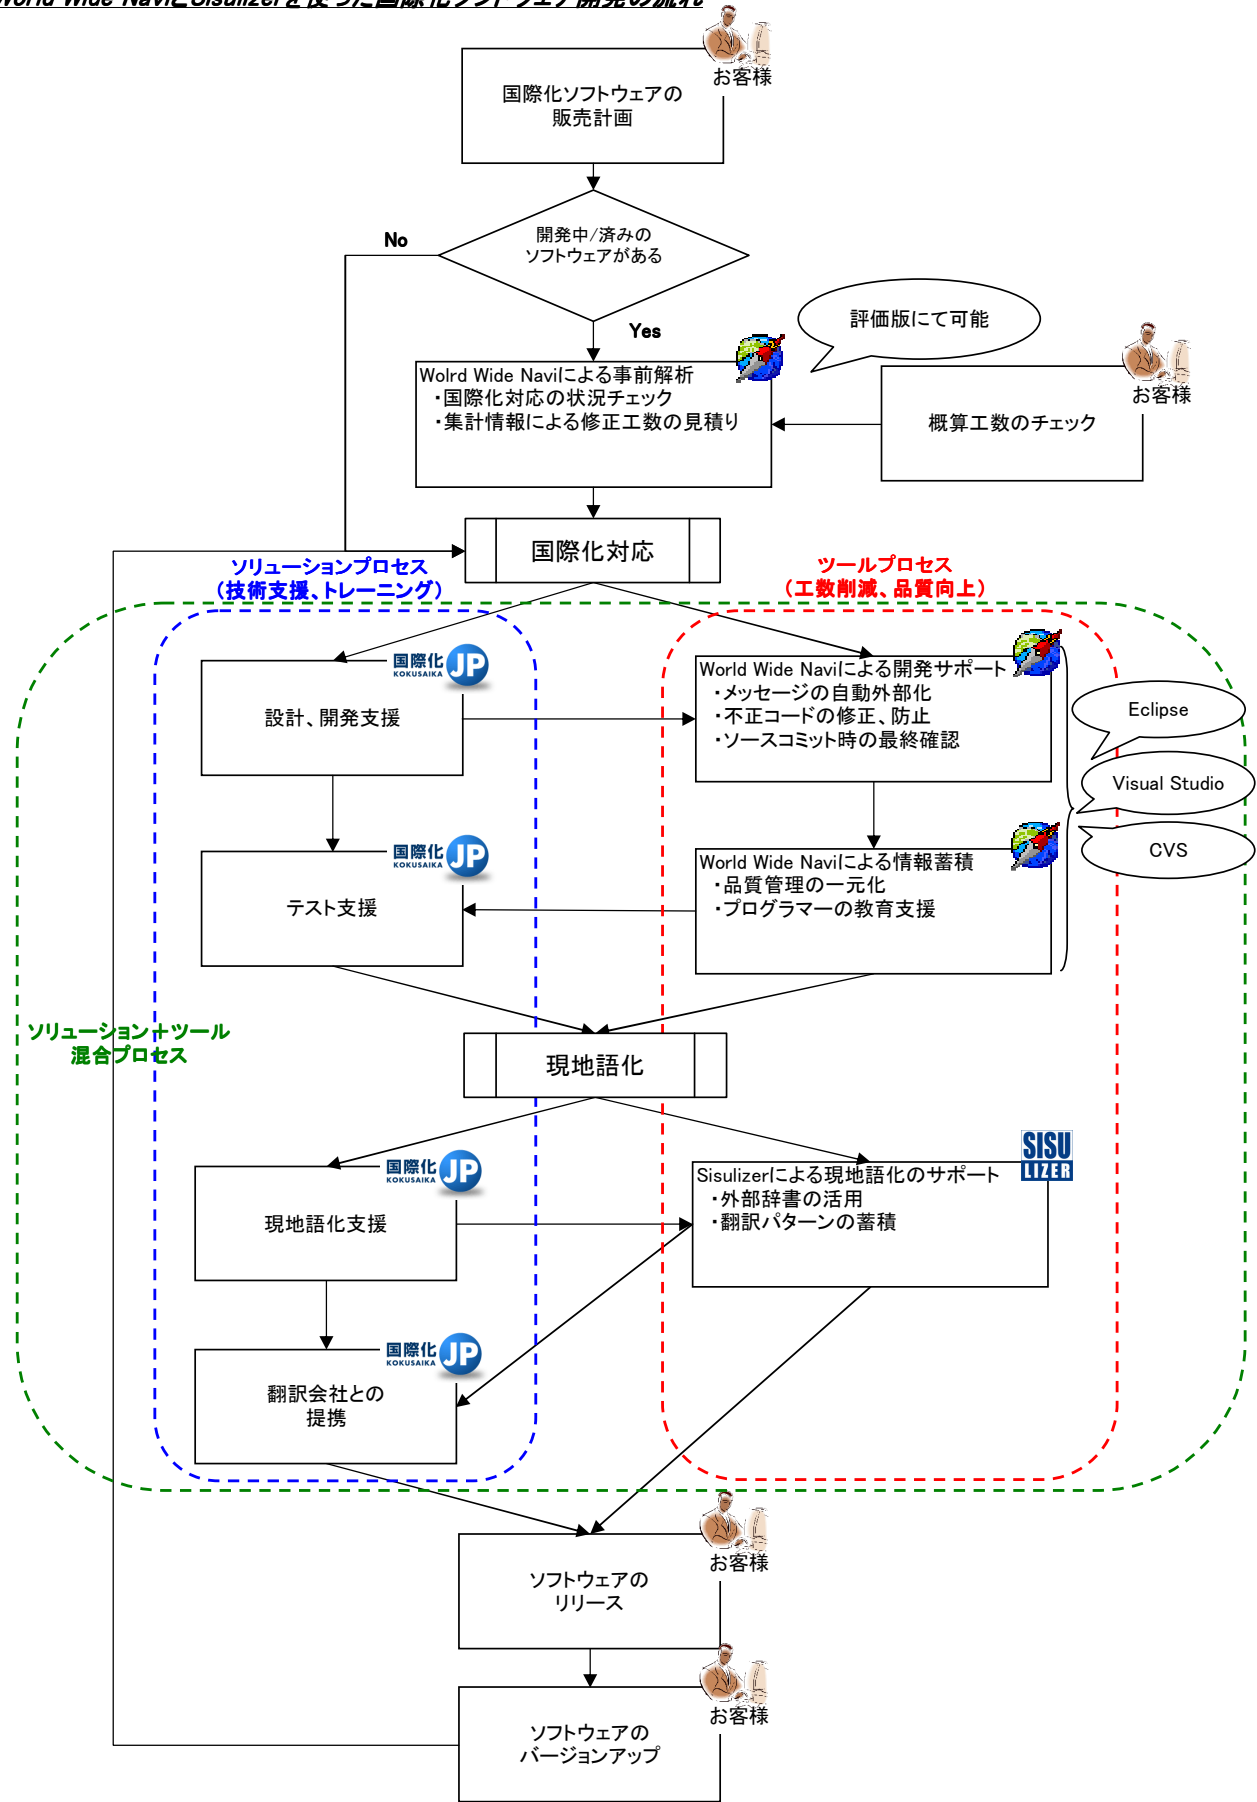 World Wide NaviとSisulizerを使った国際化ソフトウェア開発の流れ
お客様
国際化ソフトウェアの
販売計画
開発中/済みの
ソフトウェアがある
No
Yes
評価版にて可能
Wolrd Wide Naviによる事前解析
・国際化対応の状況チェック
・集計情報による修正工数の見積り
お客様
概算工数のチェック
国際化対応
ソリューションプロセス
(技術支援、トレーニング)
ツールプロセス
(工数削減、品質向上)
国際化
KOKUSAIKA
JP
設計、開発支援
World Wide Naviによる開発サポート
・メッセージの自動外部化
・不正コードの修正、防止
・ソースコミット時の最終確認
Eclipse
Visual Studio
CVS
国際化
KOKUSAIKA
JP
テスト支援
World Wide Naviによる情報蓄積
・品質管理の一元化
・プログラマーの教育支援
ソリューション+ツール
混合プロセス
現地語化
国際化
KOKUSAIKA
JP
現地語化支援
SISU
LIZER
Sisulizerによる現地語化のサポート
・外部辞書の活用
・翻訳パターンの蓄積
国際化
KOKUSAIKA
JP
翻訳会社との
提携
お客様
ソフトウェアの
リリース
お客様
ソフトウェアの
バージョンアップ